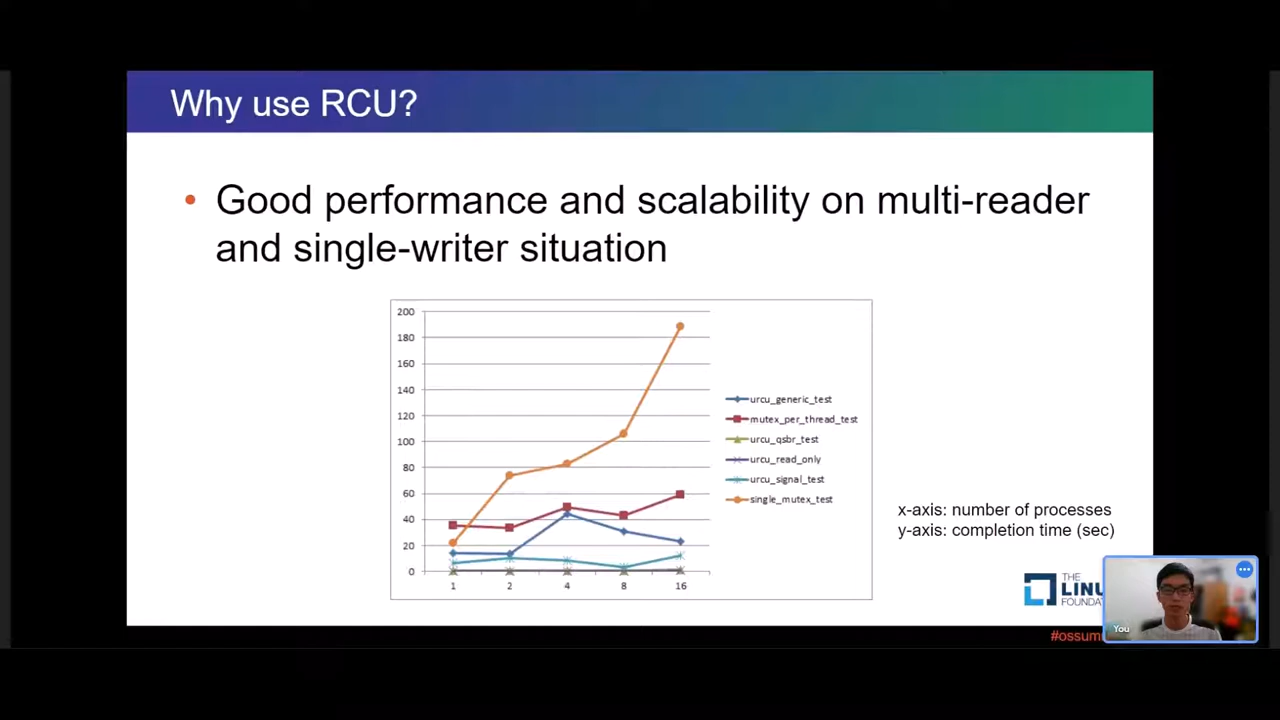 Why use RCU?
• Good performance and scalability on multi-reader
and single-writer situation
200
180
160
140
120
100
80
60
40
20
0
1 2 4 8 16
urcu_generic_test
mutex_per_thread_test
urcu_qsbr_test
urcu_read_only
urcu_signal_test
single_mutex_test
x-axis: number of processes
y-axis: completion time (sec)
THE
#ossum
You